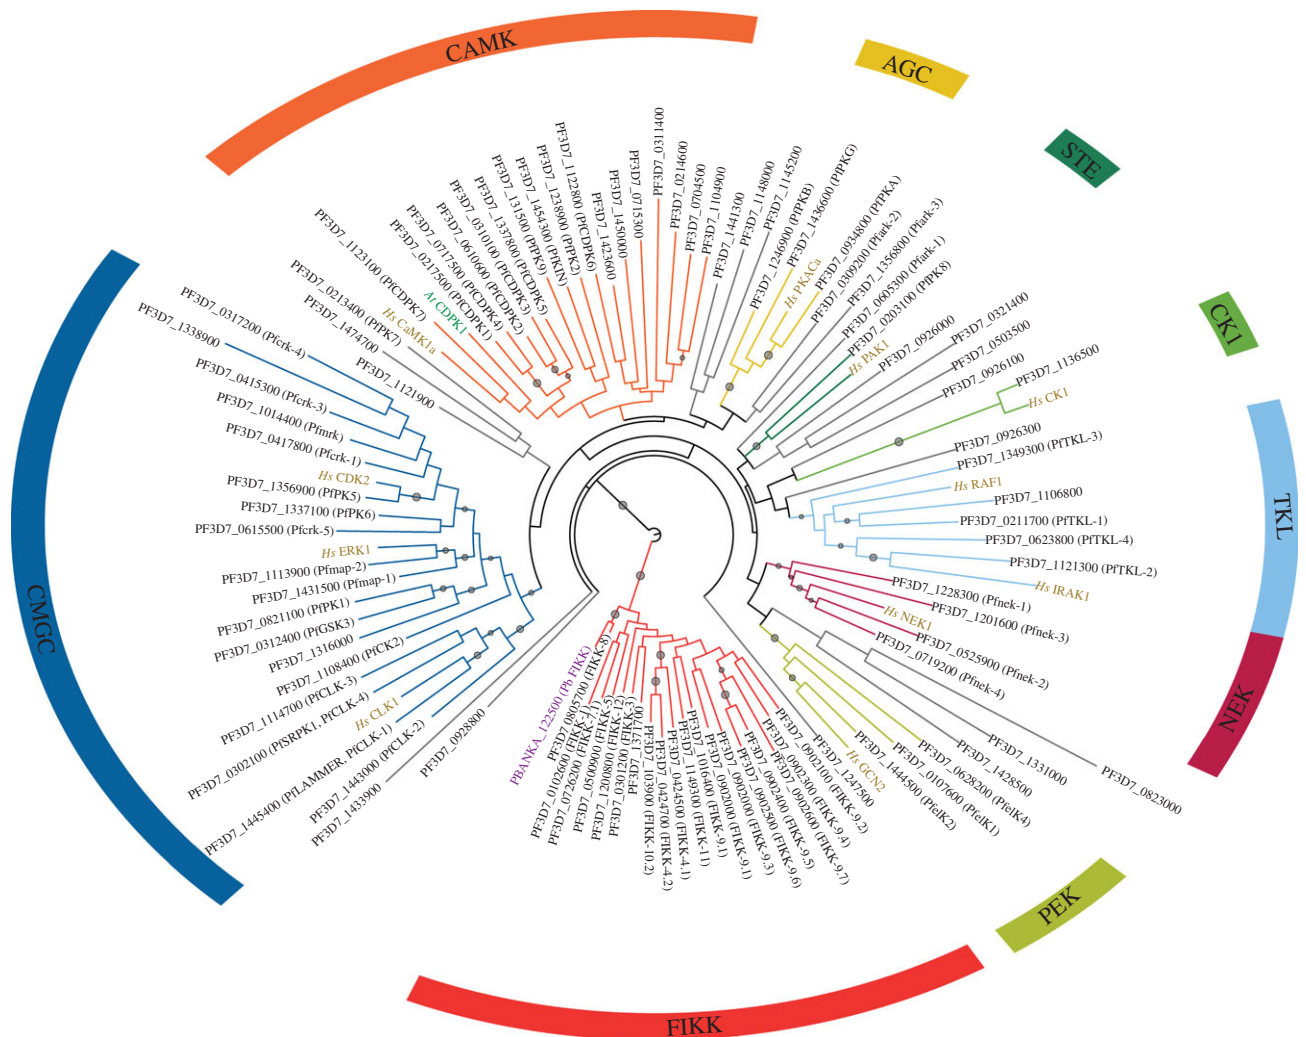 CAMK
AGC
STE
CK1
TKL
NEK
PEK
FIKK
CMGC
PF3D7_1123100 (PfCDPK7)
Hs CaMK1a
At CDPK1
PF3D7_0217500 (PfCDPK1)
PF3D7_0717500 (PfCDPK4)
PF3D7_0610600 (PfCDPK2)
PF3D7_0310100 (PfCDPK3)
PF3D7_1337800 (PfCDPK5)
PF3D7_131500 (PfPK9)
PF3D7_1454300 (PfKIN)
PF3D7_1238900 (PfPK2)
PF3D7_1122800 (PfCDPK6)
PF3D7_1423600
PF3D7_1450000
PF3D7_0715300
PF3D7_0311400
PF3D7_0214600
PF3D7_0704500
PF3D7_1104900
PF3D7_1441300
PF3D7_1148000
PF3D7_1145200
PF3D7_1246900 (PfPKB)
PF3D7_1436600 (PfPKG)
Hs PKACa
PF3D7_0934800 (PfPKA)
PF3D7_0309200 (Pfark-2)
PF3D7_1356800 (Pfark-3)
PF3D7_0605300 (Pfark-1)
PF3D7_0203100 (PfPK8)
Hs PAK1
PF3D7_0926000
PF3D7_0321400
PF3D7_0503500
PF3D7_0926100
PF3D7_1136500
Hs CK1
PF3D7_0926300
PF3D7_1349300 (PfTKL-3)
Hs RAF1
PF3D7_1106800
PF3D7_0211700 (PfTKL-1)
PF3D7_0623800 (PfTKL-4)
PF3D7_1121300 (PfTKL-2)
Hs IRAK1
PF3D7_1228300 (Pfnek-1)
PF3D7_1201600 (Pfnek-3)
Hs NEK1
PF3D7_0525900 (Pfnek-2)
PF3D7_0719200 (Pfnek-4)
PF3D7_0823000
PF3D7_1331000
PF3D7_1428500
PF3D7_0628200 (PfeIK4)
PF3D7_0107600 (PfeIK1)
PF3D7_1444500 (PfeIK2)
Hs GCN2
PF3D7_1247500
PF3D7_0902100 (FIKK-9.2)
PF3D7_0902300 (FIKK-9.4)
PF3D7_0902600 (FIKK-9.7)
PF3D7_0902400 (FIKK-9.5)
PF3D7_0902500 (FIKK-9.6)
PF3D7_0902000 (FIKK-9.3)
PF3D7_0902000 (FIKK-9.1)
PF3D7_1016400 (FIKK-9.1)
PF3D7_1149300 (FIKK-11)
PF3D7_0424500 (FIKK-4.1)
PF3D7_0424700 (FIKK-4.2)
PF3D7_103900 (FIKK-10.2)
PF3D7_1371700
PF3D7_0301200 (FIKK-3)
PF3D7_1200800 (FIKK-12)
PF3D7_0500900 (FIKK-5)
PF3D7_0726200 (FIKK-7.1)
PF3D7_0102600 (FIKK-1)
PF3D7_0805700 (FIKK-8)
PBANKA_122500 (Pb FIKK)
PF3D7_0928800
PF3D7_1433900
PF3D7_1443000 (PfCLK-2)
PF3D7_1445400 (PfLAMMER, PfCLK-1)
Hs CLK1
PF3D7_0302100 (PfSRPK1, PfCLK-4)
PF3D7_1114700 (PfCLK-3)
PF3D7_1108400 (PfCK2)
PF3D7_1316000
PF3D7_0312400 (PfGSK3)
PF3D7_0821100 (PfPK1)
PF3D7_1431500 (Pfmap-1)
PF3D7_1113900 (Pfmap-2)
Hs ERK1
PF3D7_0615500 (Pfcrk-5)
PF3D7_1337100 (PfPK6)
PF3D7_1356900 (PfPK5)
Hs CDK2
PF3D7_0417800 (Pfcrk-1)
PF3D7_1014400 (Pfmrk)
PF3D7_0415300 (Pfcrk-3)
PF3D7_1338900
PF3D7_0317200 (Pfcrk-4)
PF3D7_1121900
PF3D7_1474700
PF3D7_0213400 (PfPK7)